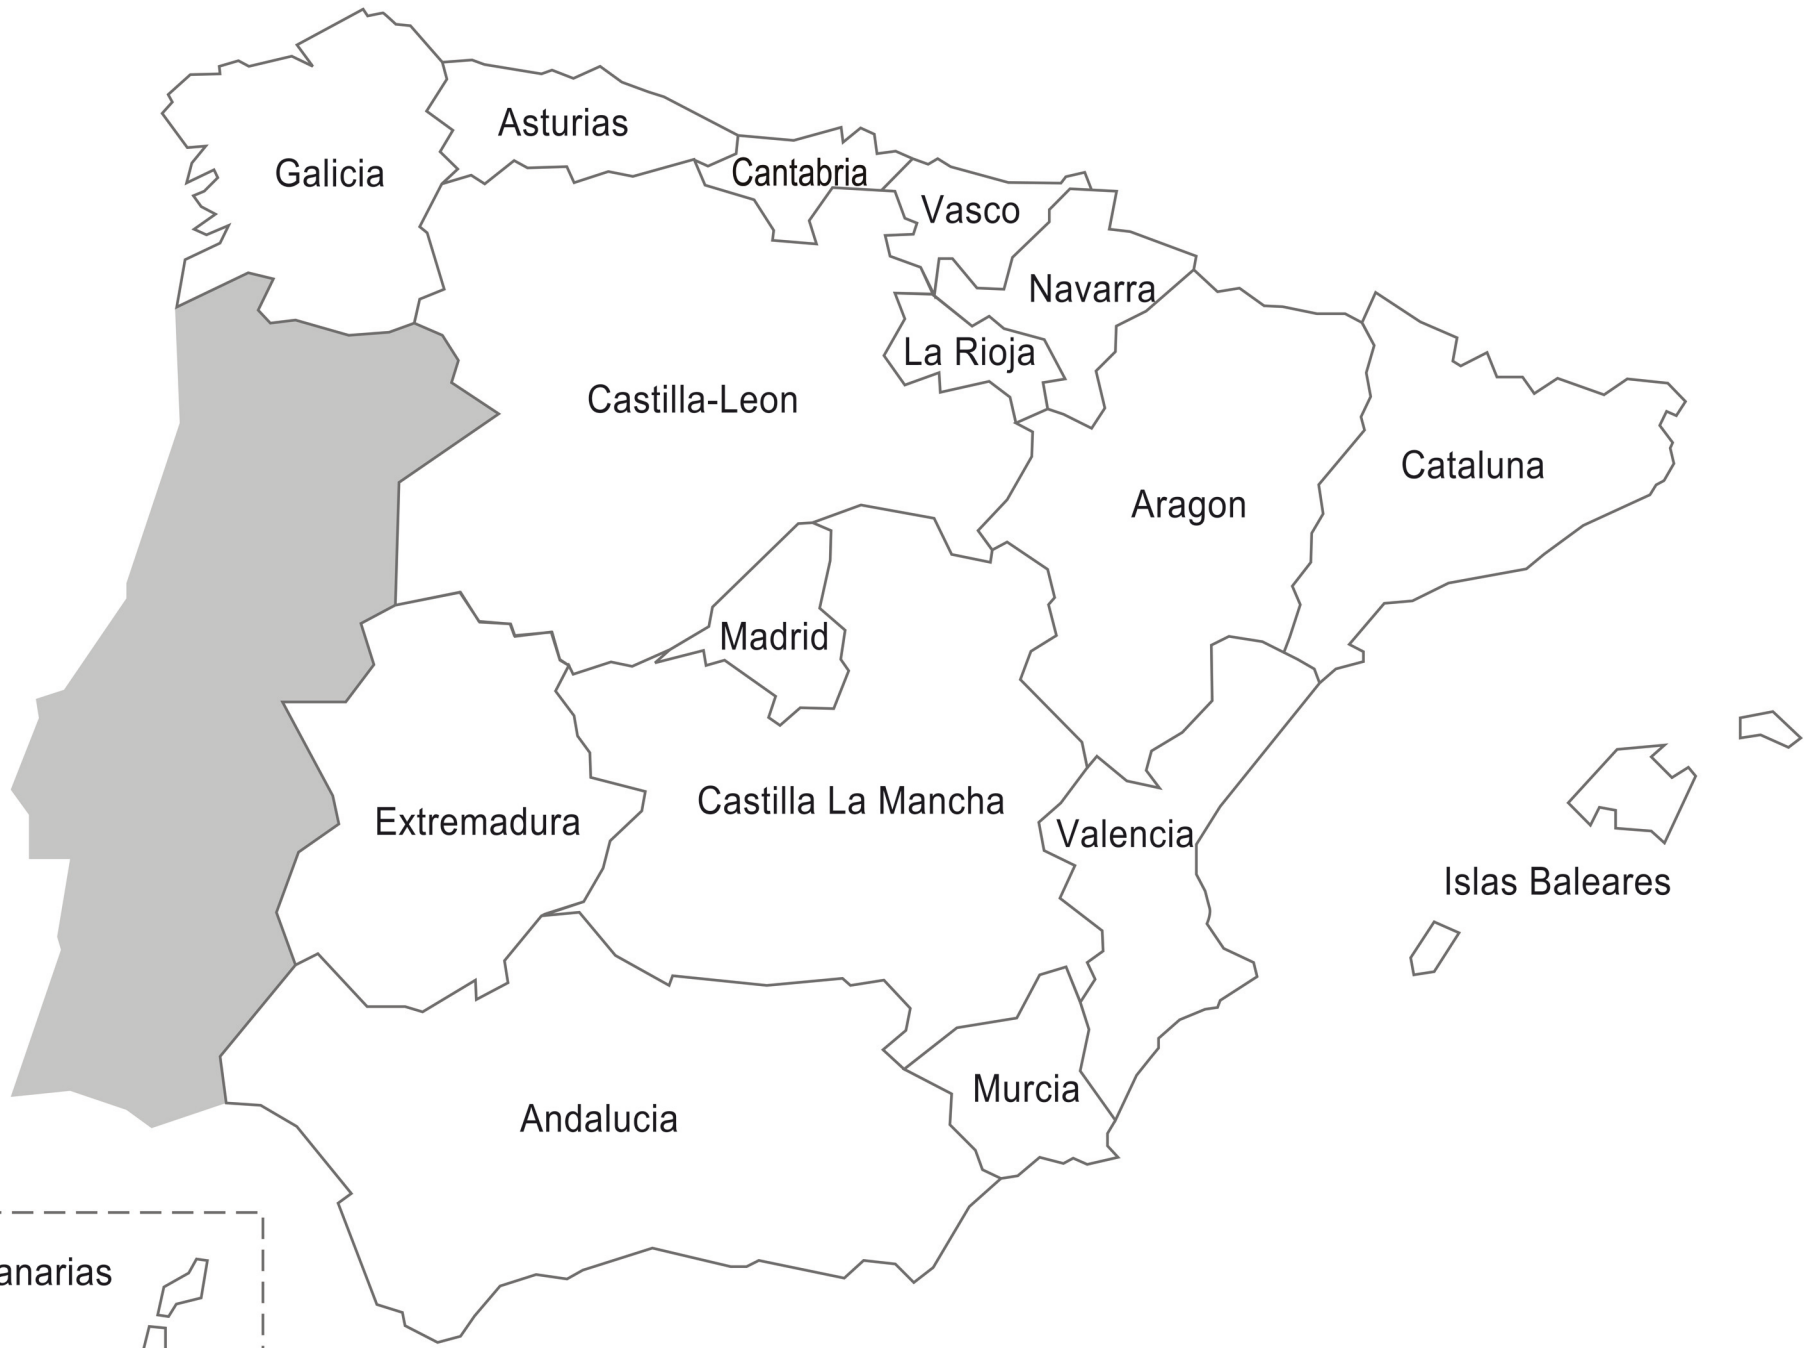 Asturias
Galicia
Cantabria
Vasco
Navarra
La Rioja
Castilla-Leon
Cataluna
Aragon
Madrid
Castilla La Mancha
Extremadura
Valencia
Islas Baleares
Murcia
Andalucia
anarias